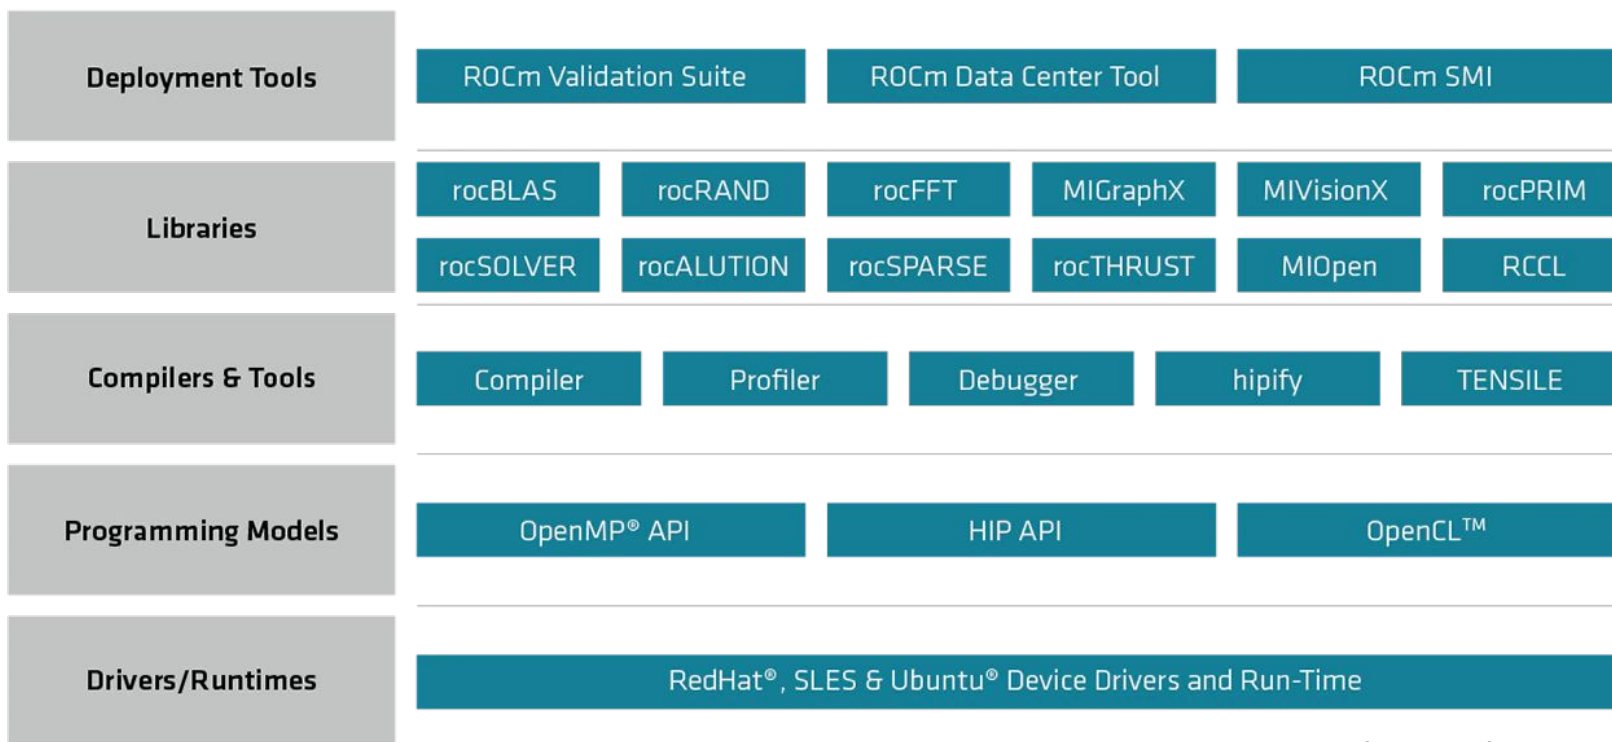 Deployment Tools
ROCm Validation Suite
ROCm Data Center Tool
ROCm SMI
Libraries
rocBLAS
rocRAND
rocFFT
MIGraphX
MIVisionX
rocPRIM
rocSOLVER
rocALUTION
rocSPARSE
rocTHRUST
MIOpen
RCCL
Compilers & Tools
Compiler
Profiler
Debugger
hipify
TENSILE
Programming Models
OpenMP® API
HIP API
OpenCL™
Drivers/Runtimes
RedHat®, SLES & Ubuntu® Device Drivers and Run-Time